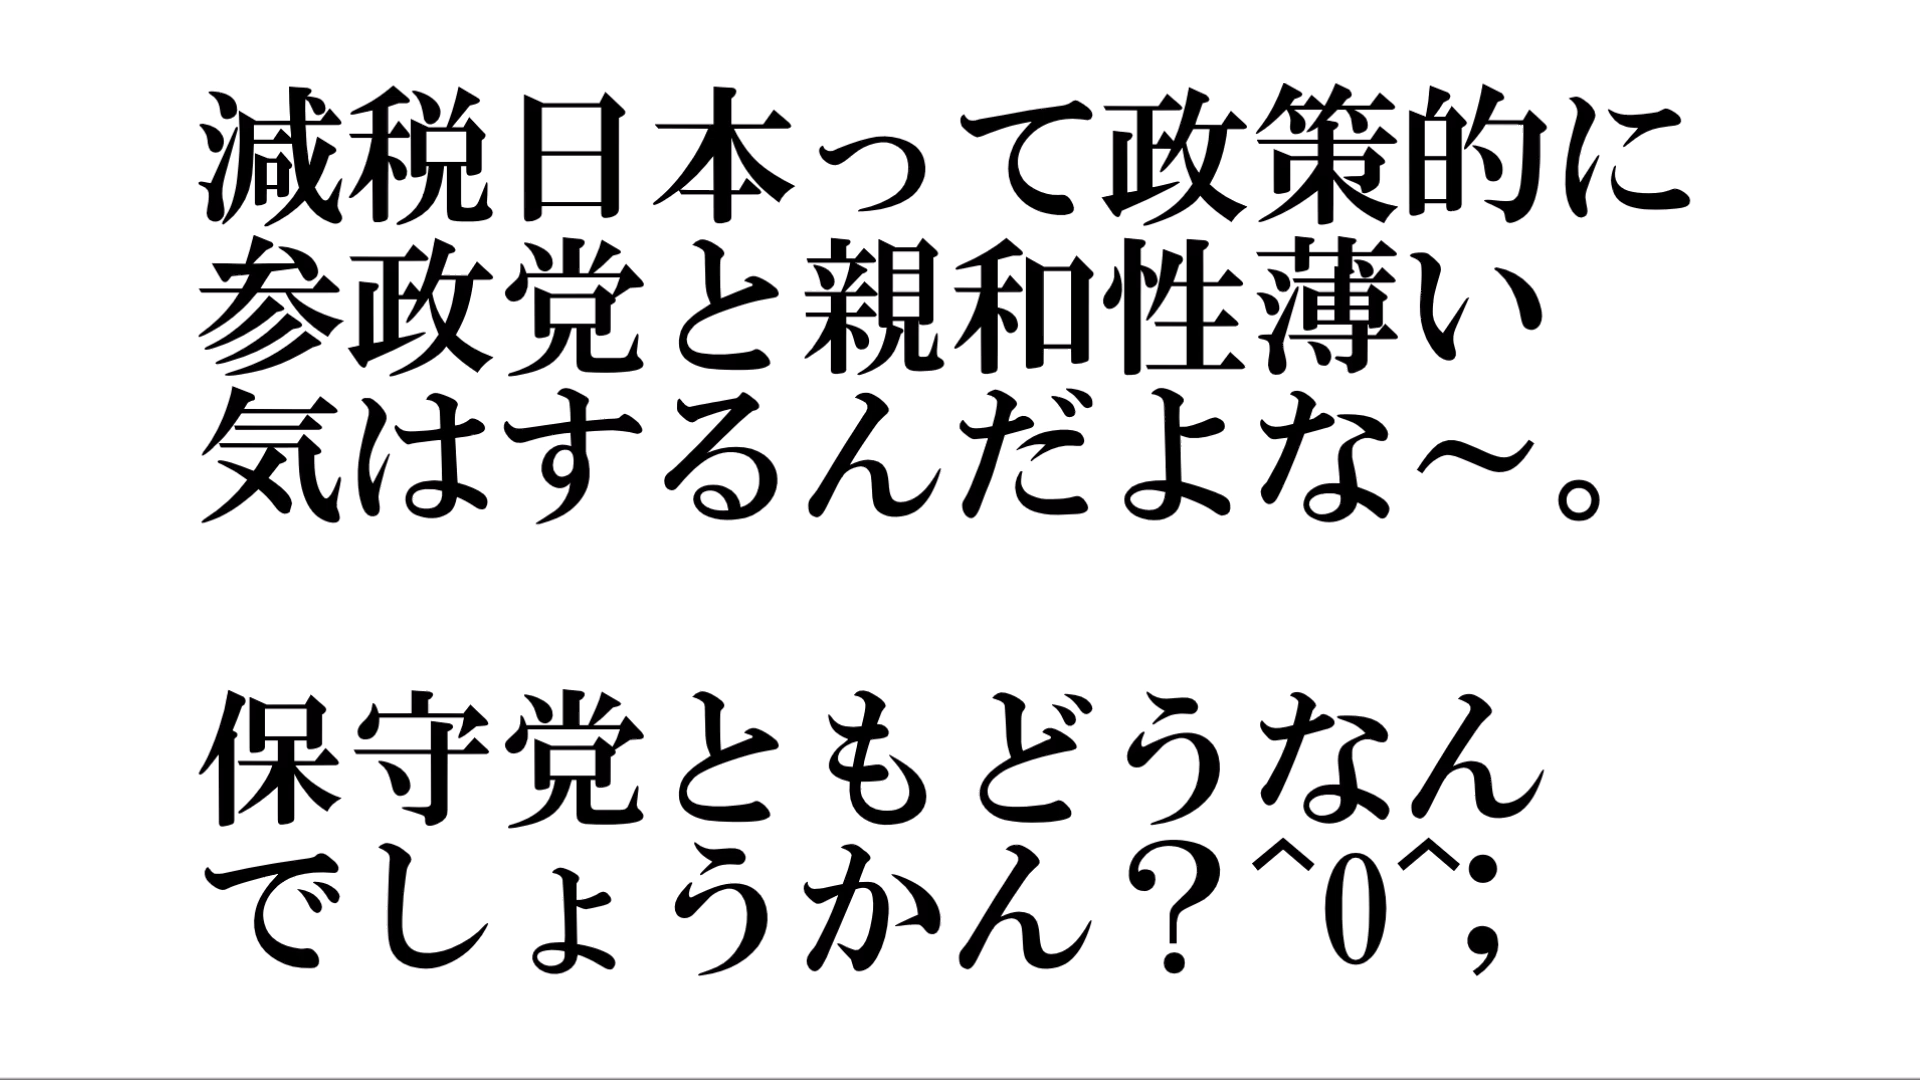 減税日本って政策的に
参政党と親和性薄い
気はするんだよな～。
保守党ともどうなん
でしょうかん？^0^;